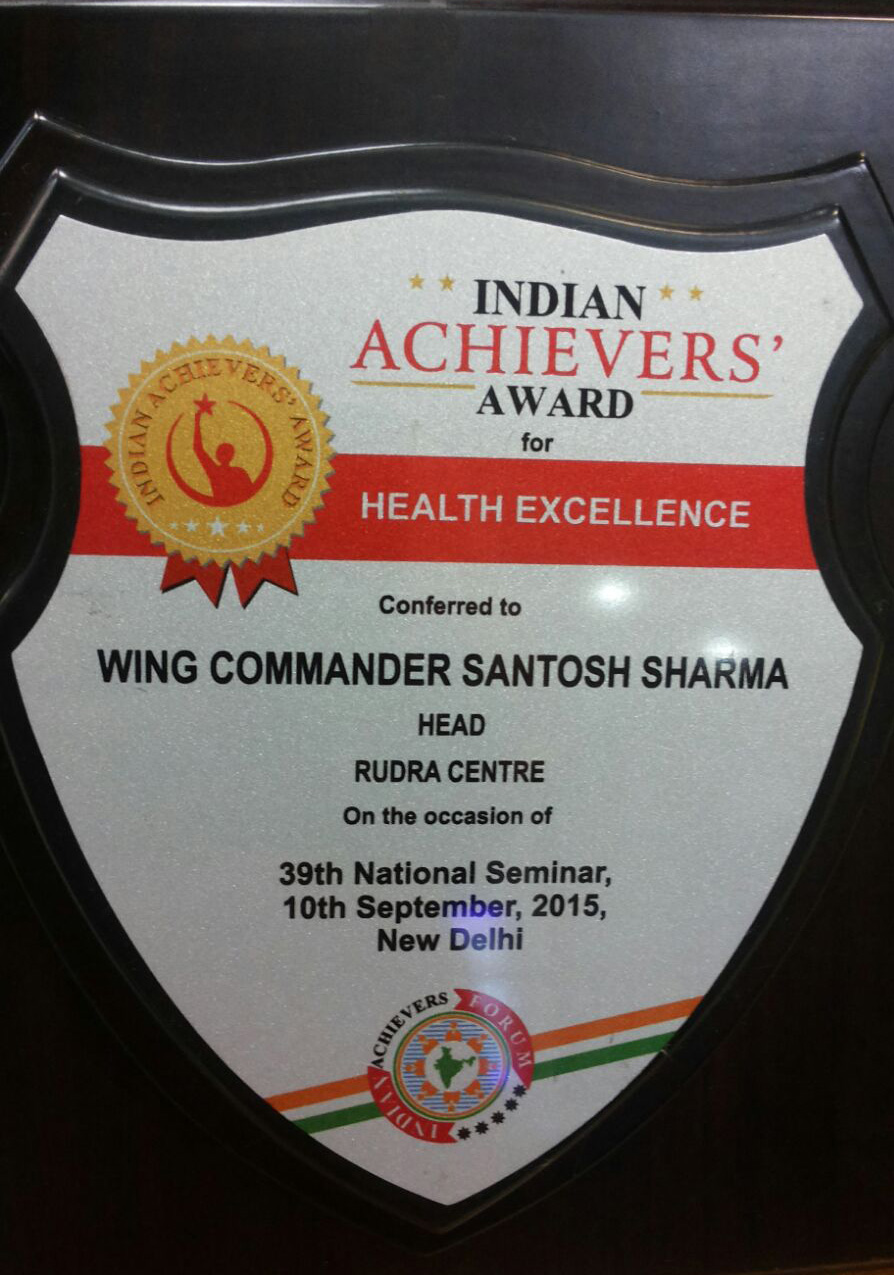 INDIAN
ACHIEVERS’
AWARD
for
INDIAN ACHIEVERS' AWARD
HEALTH EXCELLENCE
Conferred to
WING COMMANDER SANTOSH SHARMA
HEAD
RUDRA CENTRE
On the occasion of
39th National Seminar,
10th September, 2015,
New Delhi
INDIAN ACHIEVERS FORUM